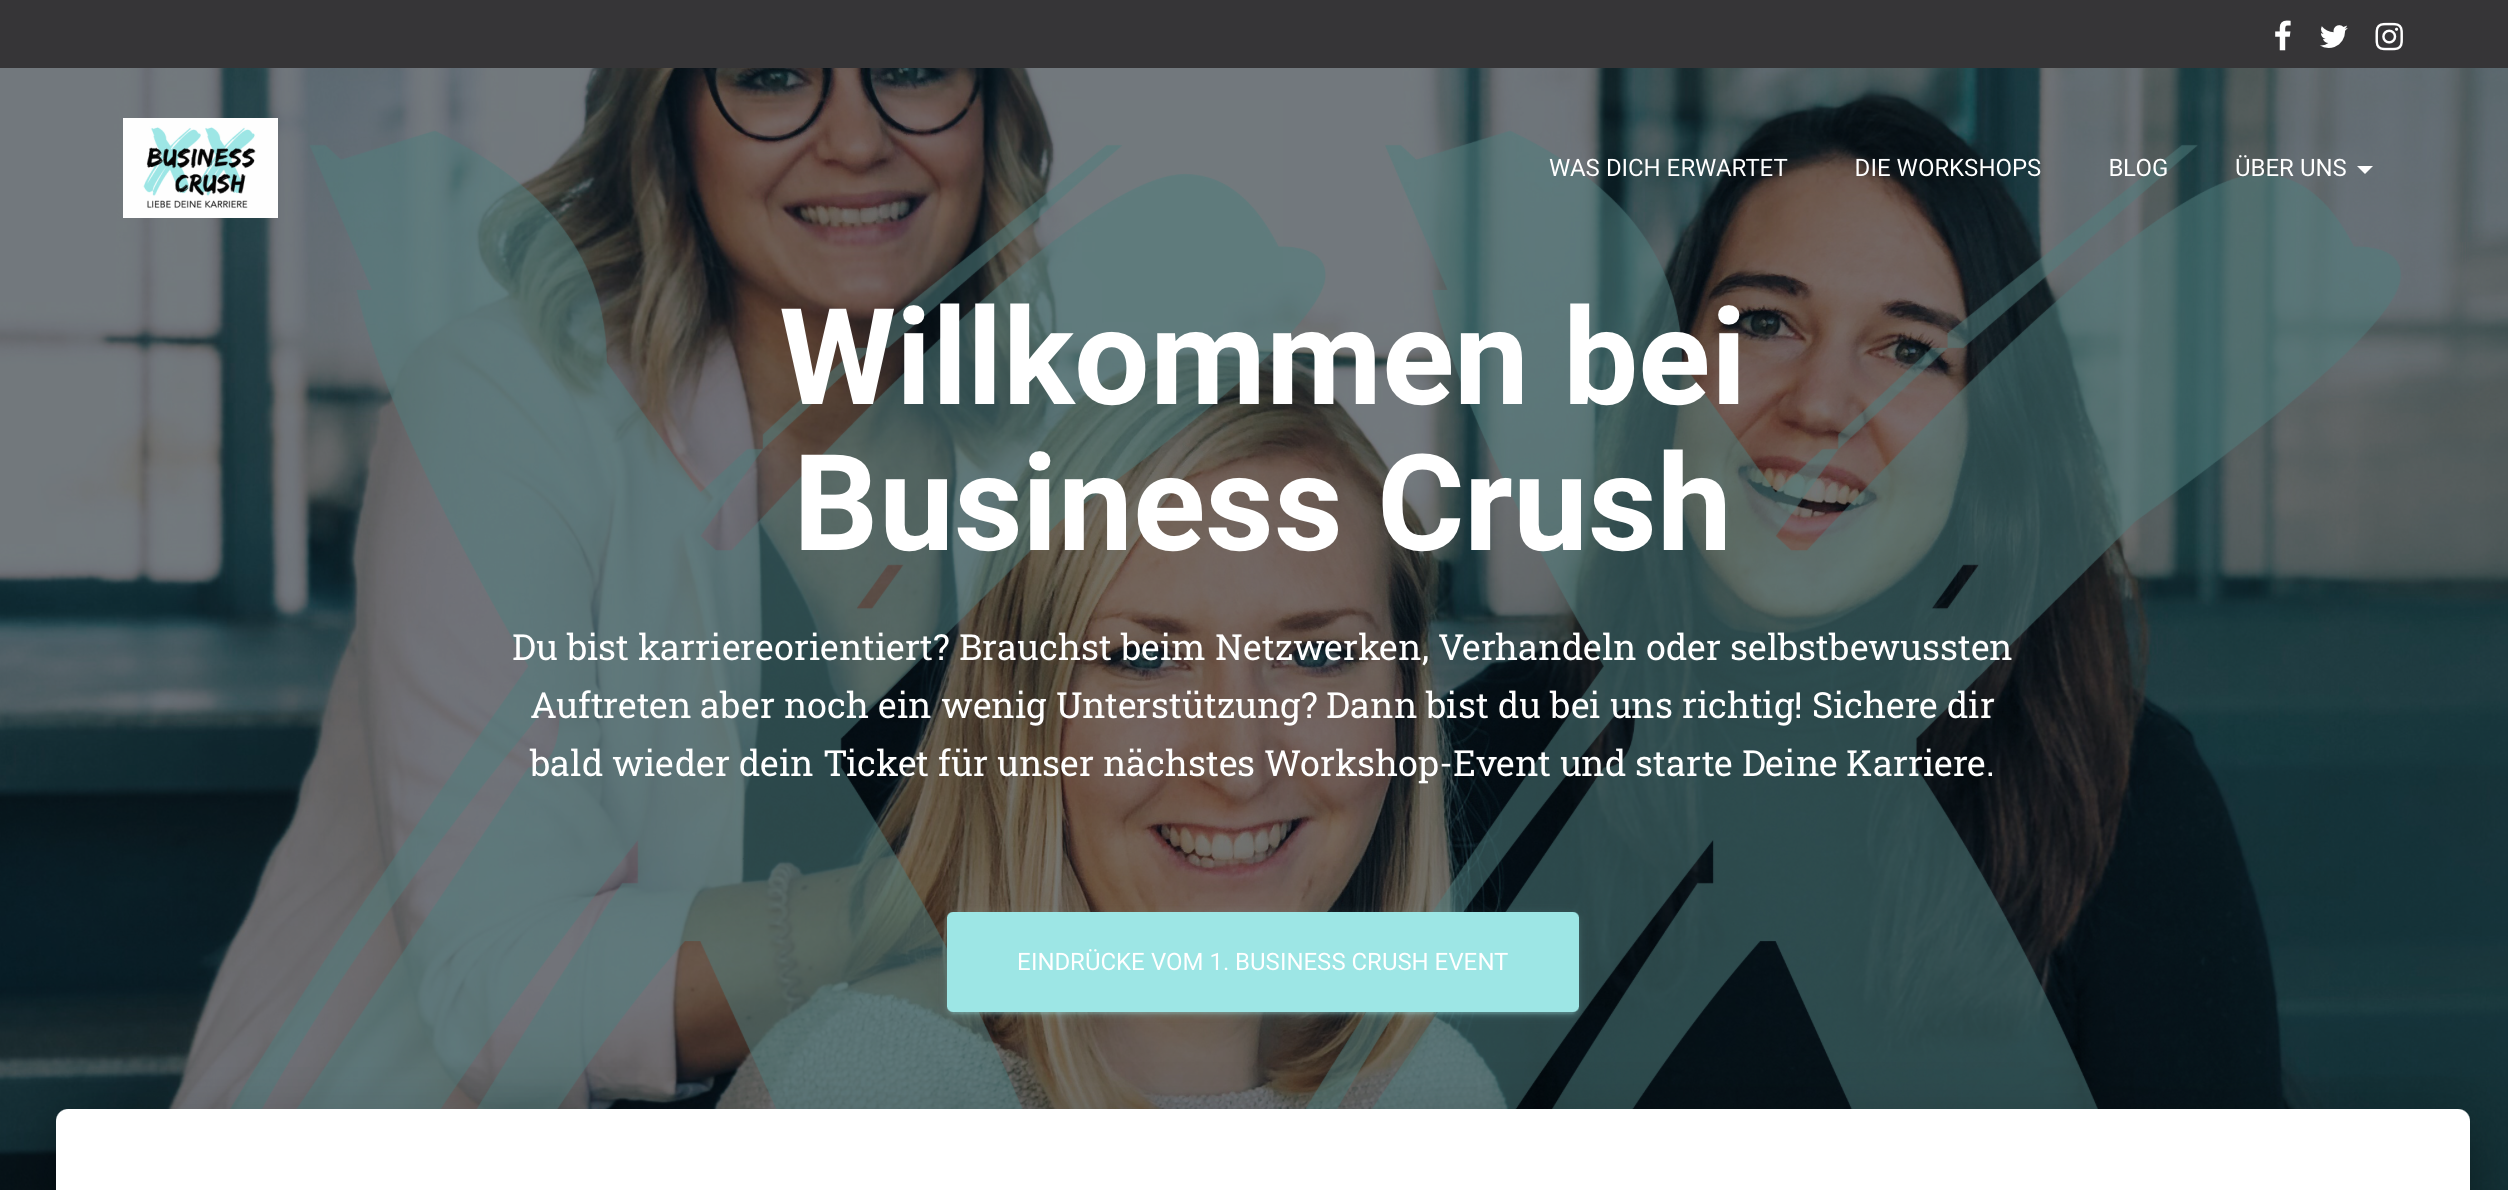 BUSINESS
CRUSH
LIEBE DEINE KARRIERE
WAS DICH ERWARTET
DIE WORKSHOPS
BLOG
ÜBER UNS
Willkommen bei
Business Crush
Du bist karriereorientiert? Brauchst beim Netzwerken, Verhandeln oder selbstbewussten
Auftreten aber noch ein wenig Unterstützung? Dann bist du bei uns richtig! Sichere dir
bald wieder dein Ticket für unser nächstes Workshop-Event und starte Deine Karriere.
EINDRÜCKE VOM 1. BUSINESS CRUSH EVENT